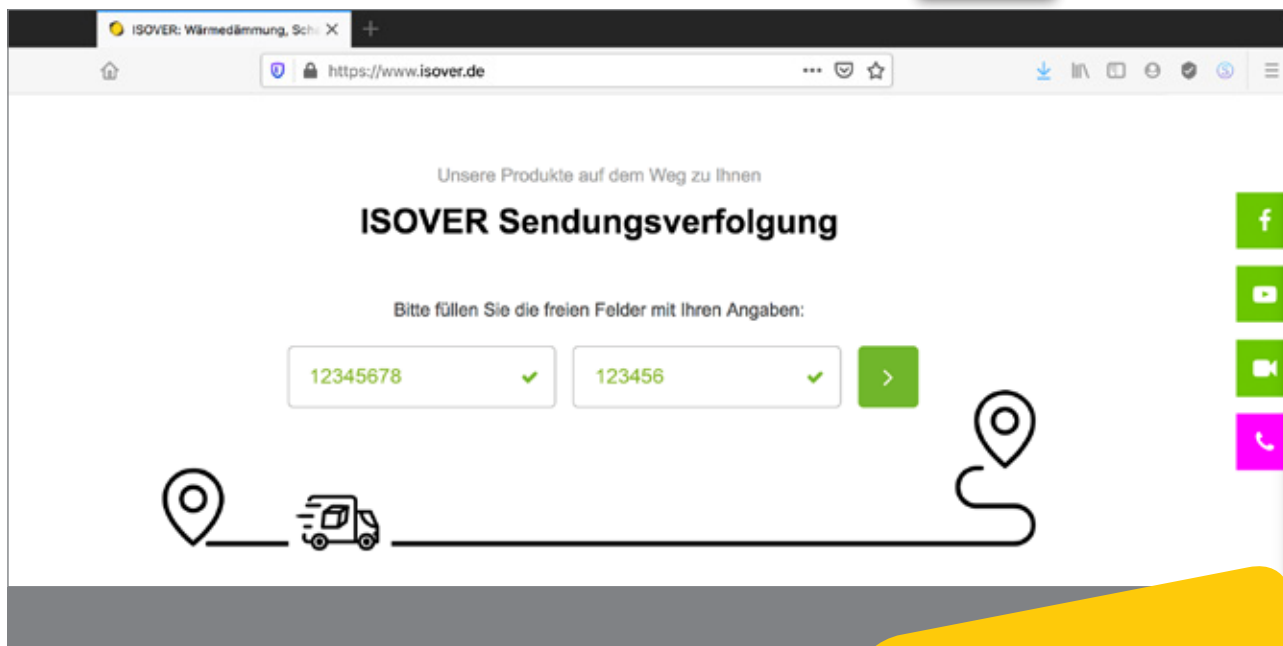 ISOVER: Wärmedämmung, Sch
https://www.isover.de
Unsere Produkte auf dem Weg zu Ihnen
ISOVER Sendungsverfolgung
Bitte füllen Sie die freien Felder mit Ihren Angaben:
12345678
123456